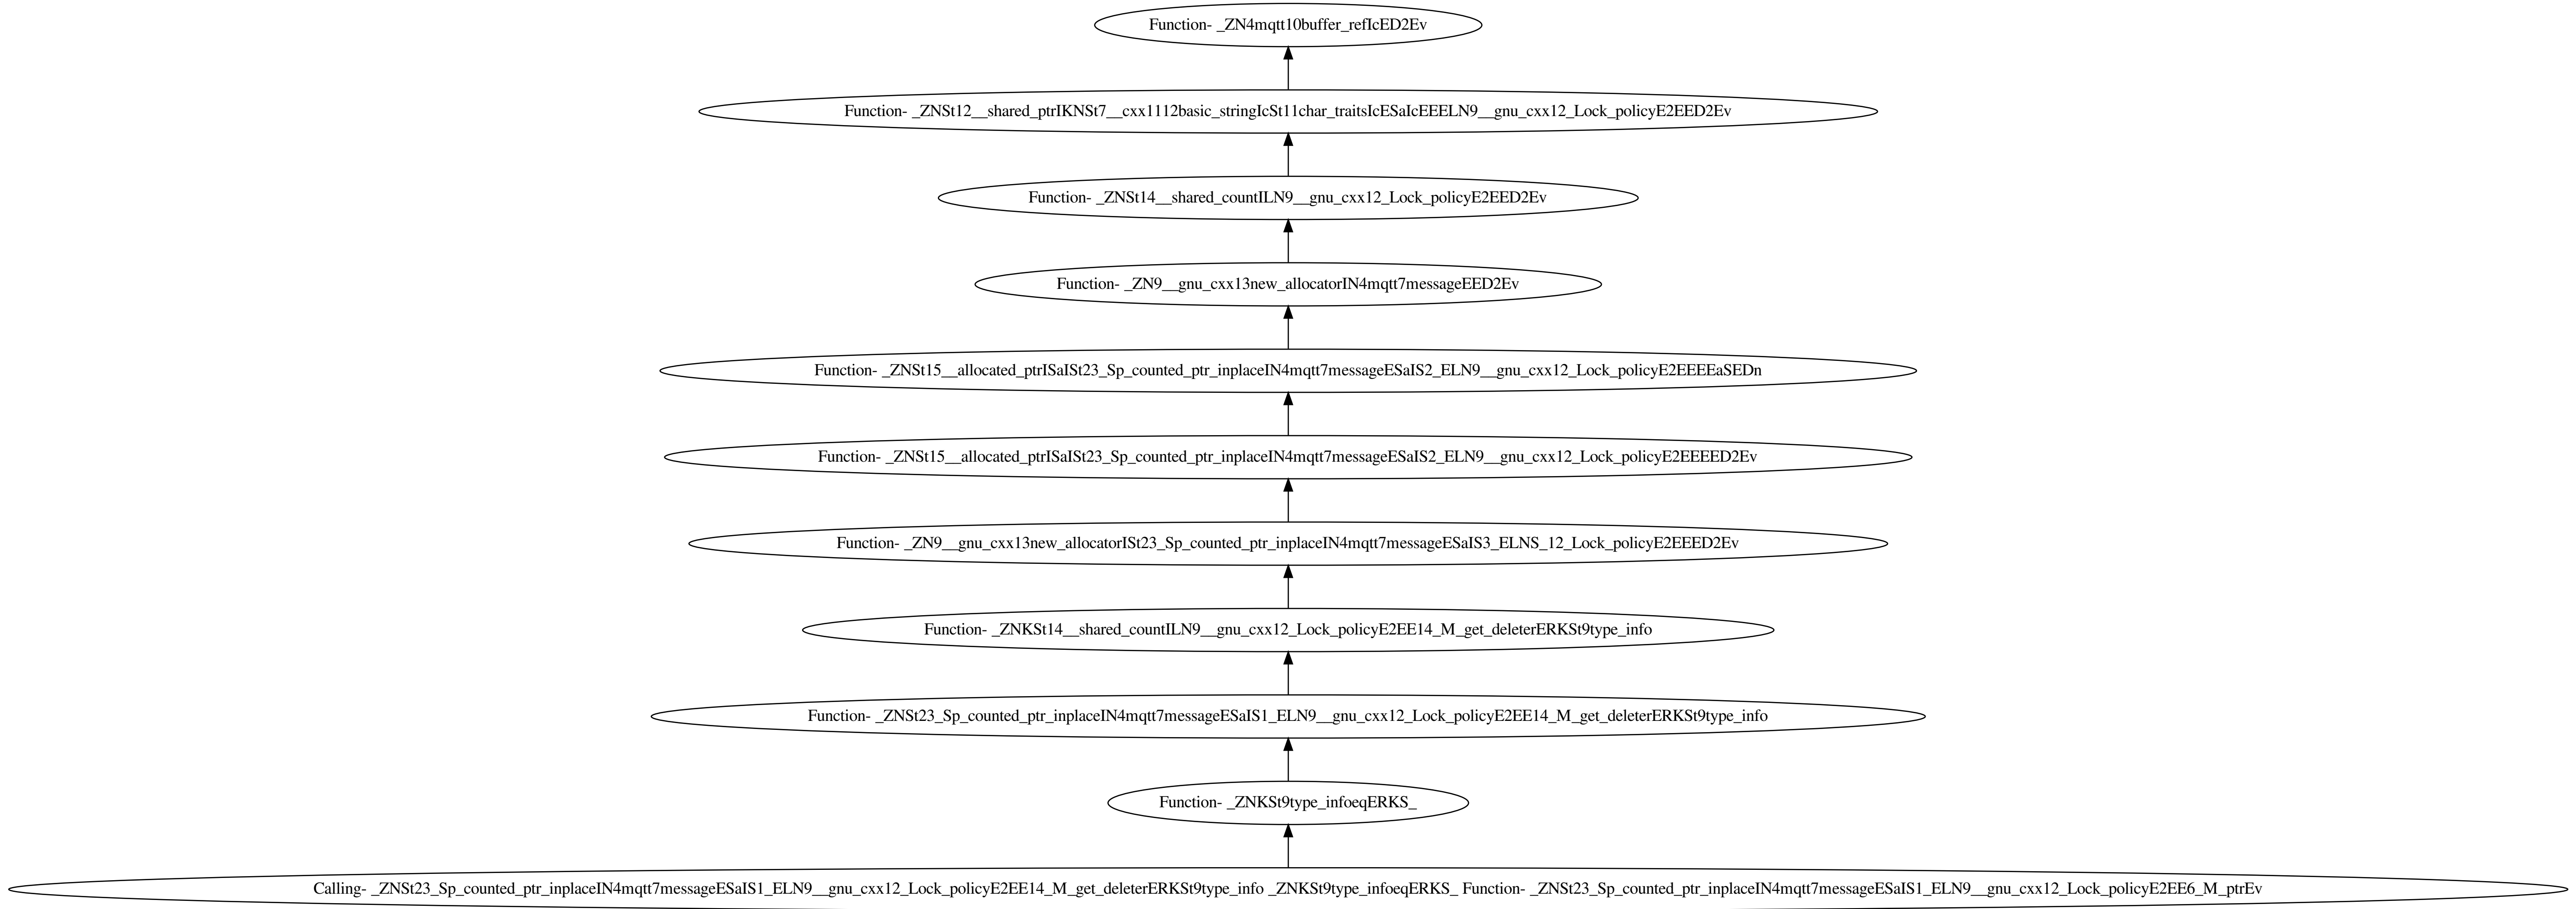 Function- _ZN4mqtt10buffer_refIcED2Ev
Function- _ZNSt12__shared_ptrIKNSt7__cxx1112basic_stringIcSt11char_traitsIcESaIcEEELN9__gnu_cxx12_Lock_policyE2EED2Ev
Function- _ZNSt14__shared_countILN9__gnu_cxx12_Lock_policyE2EED2Ev
Function- _ZN9__gnu_cxx13new_allocatorIN4mqtt7messageEED2Ev
Function- _ZNSt15__allocated_ptrISaISt23_Sp_counted_ptr_inplaceIN4mqtt7messageESaIS2_ELN9__gnu_cxx12_Lock_policyE2EEEEaSEDn
Function- _ZNSt15__allocated_ptrISaISt23_Sp_counted_ptr_inplaceIN4mqtt7messageESaIS2_ELN9__gnu_cxx12_Lock_policyE2EEEED2Ev
Function- _ZN9__gnu_cxx13new_allocatorISt23_Sp_counted_ptr_inplaceIN4mqtt7messageESaIS3_ELNS_12_Lock_policyE2EEED2Ev
Function- _ZNKSt14__shared_countILN9__gnu_cxx12_Lock_policyE2EE14_M_get_deleterERKSt9type_info
Function- _ZNSt23_Sp_counted_ptr_inplaceIN4mqtt7messageESaIS1_ELN9__gnu_cxx12_Lock_policyE2EE14_M_get_deleterERKSt9type_info
Function- _ZNKSt9type_infoeqERKS_
Calling- _ZNSt23_Sp_counted_ptr_inplaceIN4mqtt7messageESaIS1_ELN9__gnu_cxx12_Lock_policyE2EE14_M_get_deleterERKSt9type_info _ZNKSt9type_infoeqERKS_ Function- _ZNSt23_Sp_counted_ptr_inplaceIN4mqtt7messageESaIS1_ELN9__gnu_cxx12_Lock_policyE2EE6_M_ptrEv